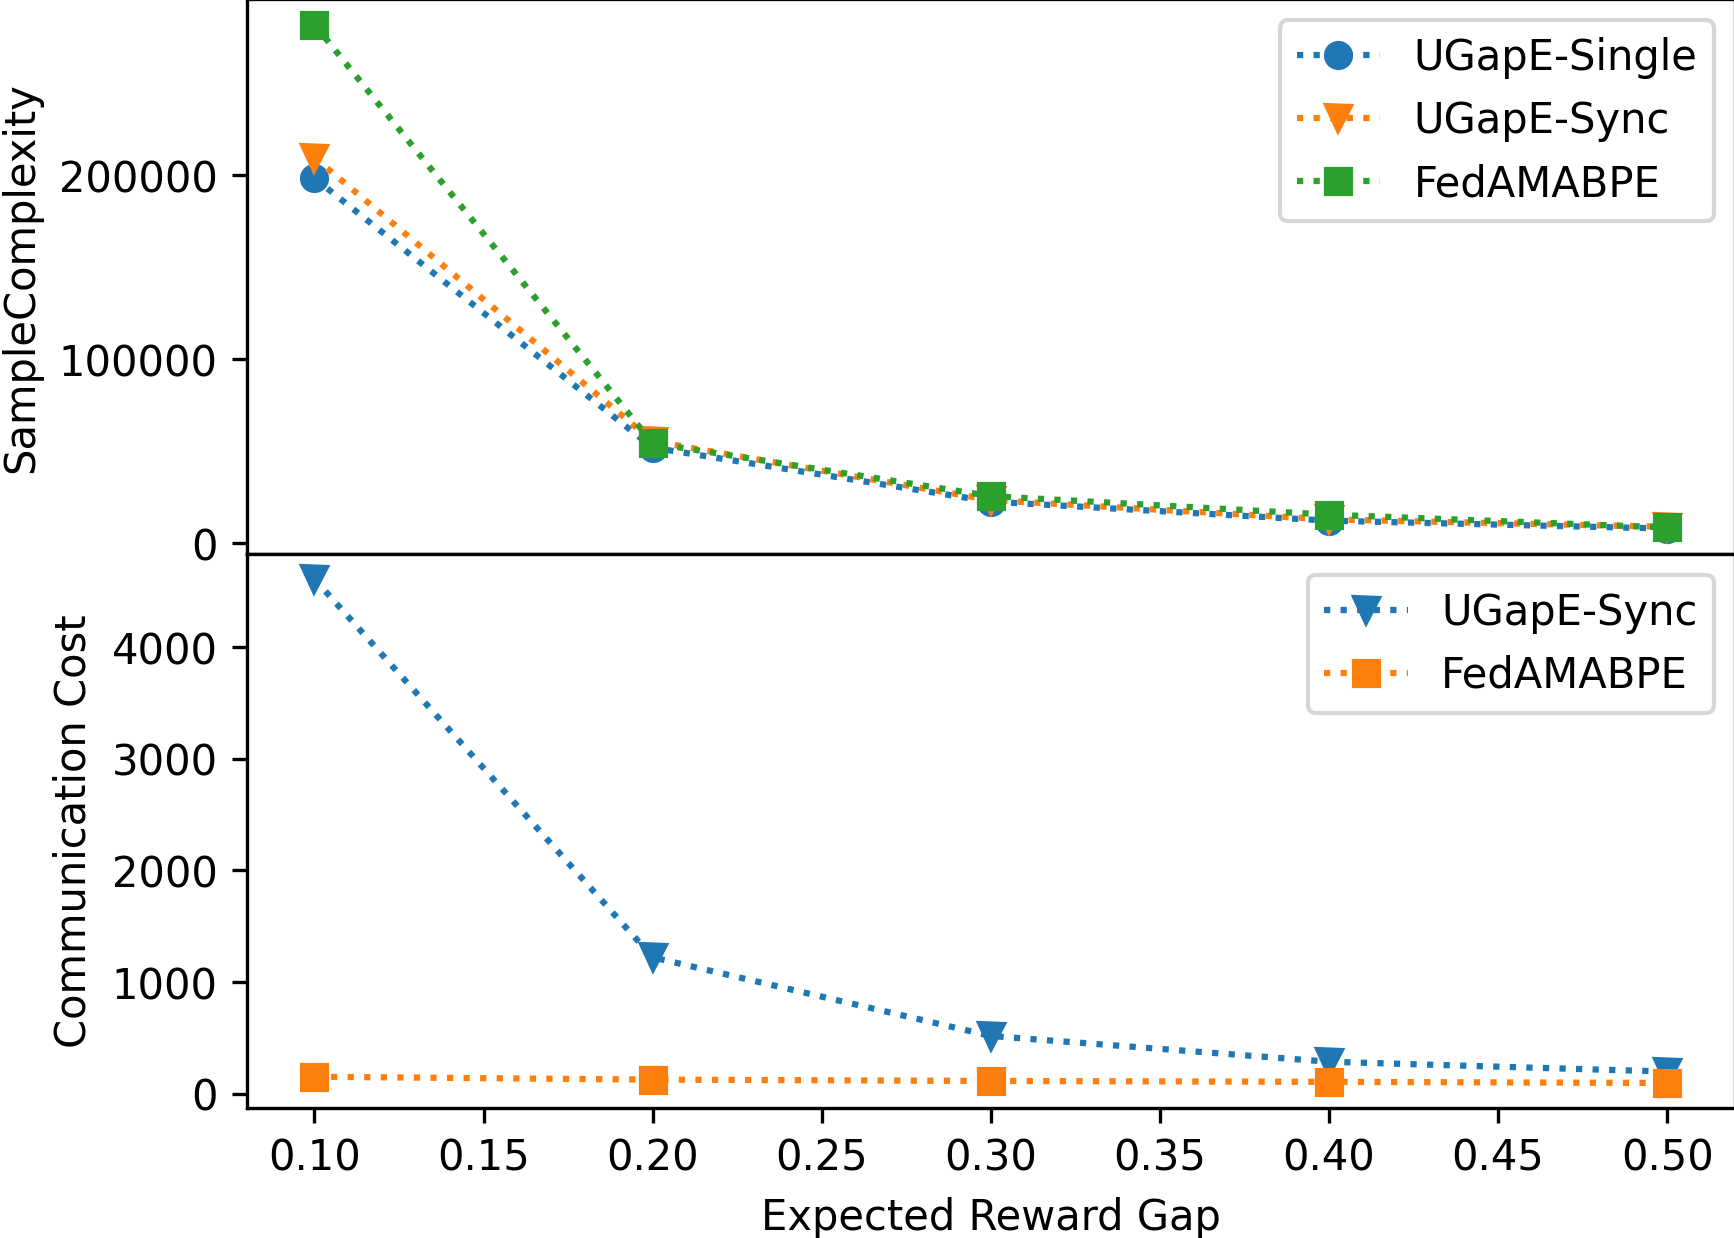 SampleComplexity
200000
100000
0
UGapE-Single
UGapE-Sync
FedAMABPE
Communication Cost
4000
3000
2000
1000
0
UGapE-Sync
FedAMABPE
0.10 0.15 0.20 0.25 0.30 0.35 0.40 0.45 0.50
Expected Reward Gap